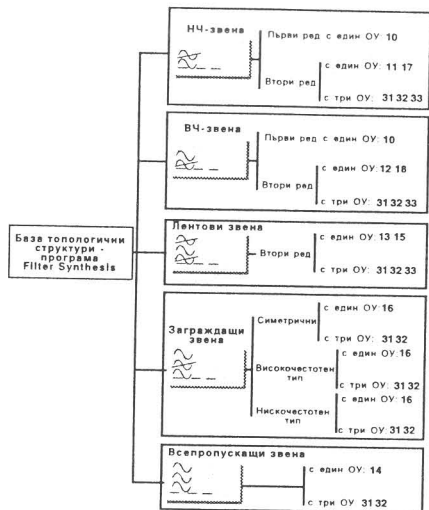 База топологични
структури -
програма
Filter Synthesis
НЧ-звена
Първи ред с един ОУ: 10
с един ОУ: 11 17
Втори ред
с три ОУ: 31 32 33
ВЧ-звена
Първи ред с един ОУ: 10
с един ОУ: 12 18
Втори ред
с три ОУ: 31 32 33
Лентови звена
с един ОУ: 13 15
Втори ред
с три ОУ: 31 32 33
Заграждащи
звена
с един ОУ: 16
Симетрични
с три ОУ: 31 32
с един ОУ: 16
Високочестотен
тип
с три ОУ: 31 32
с един ОУ: 16
Нискочестотен
тип
с три ОУ: 31 32
Всепропускащи звена
с един ОУ: 14
с три ОУ 31 32